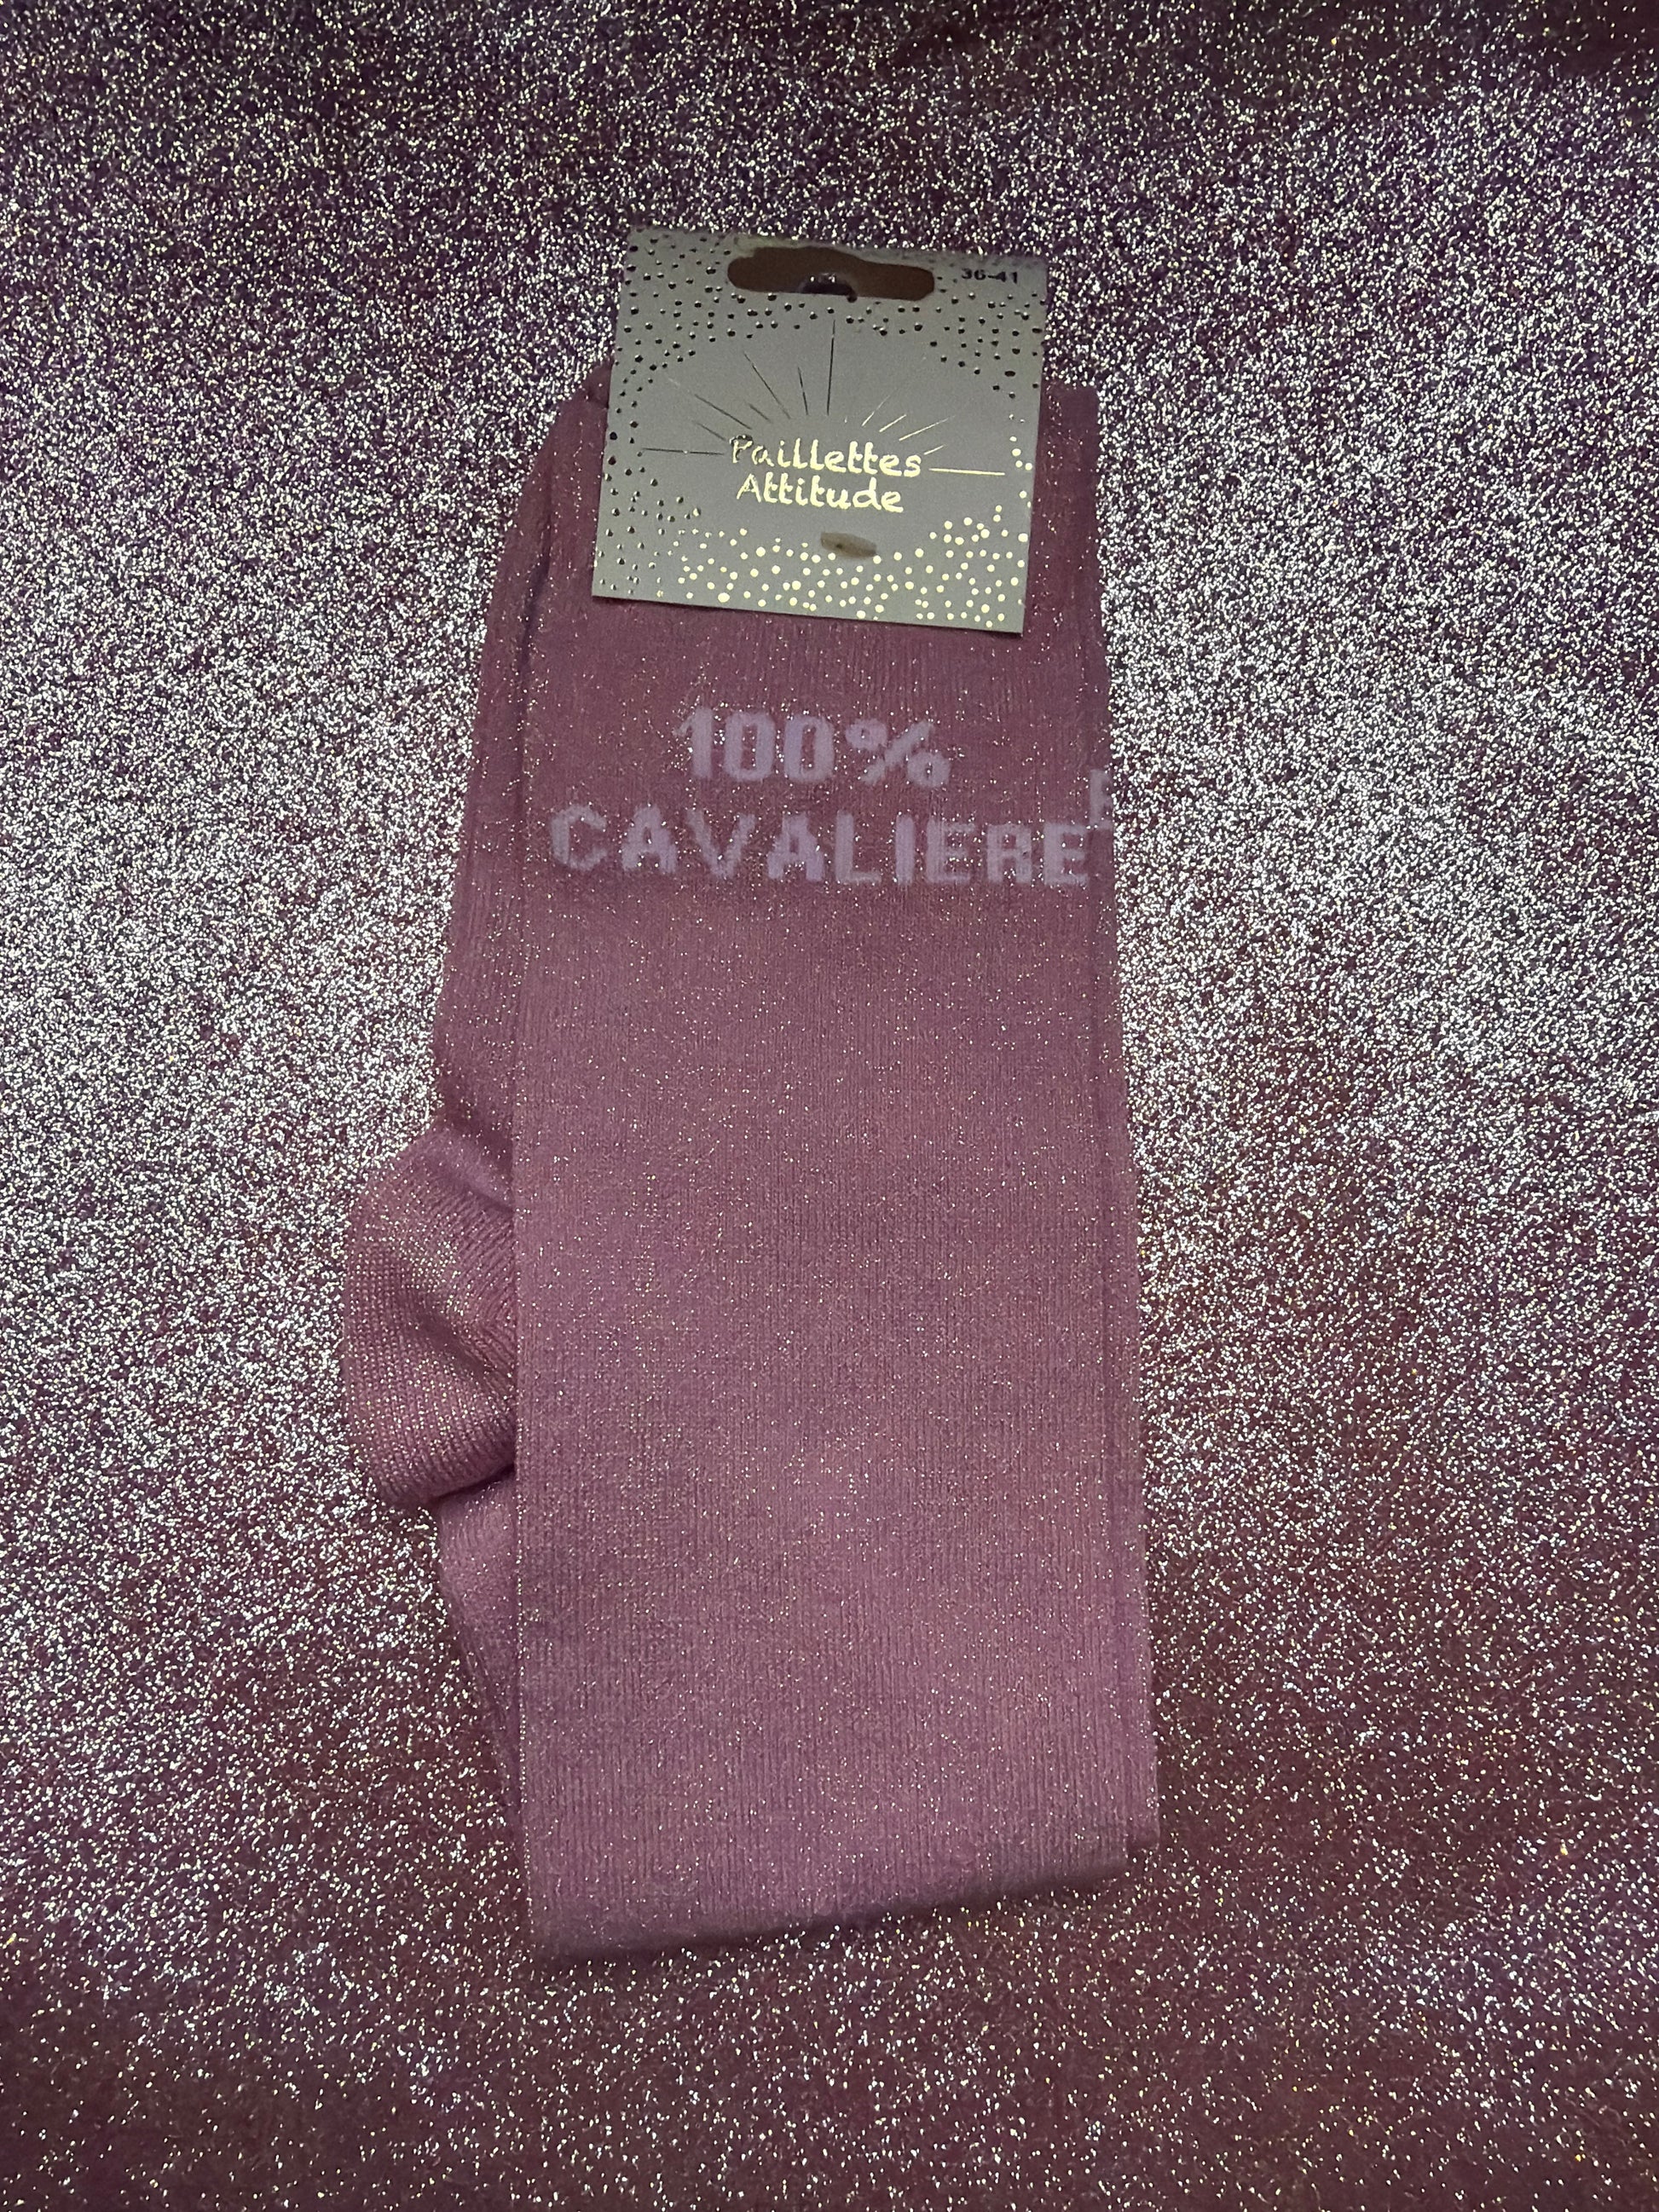 36-41
Paillettes
Attitude
100%
CAVALIERE